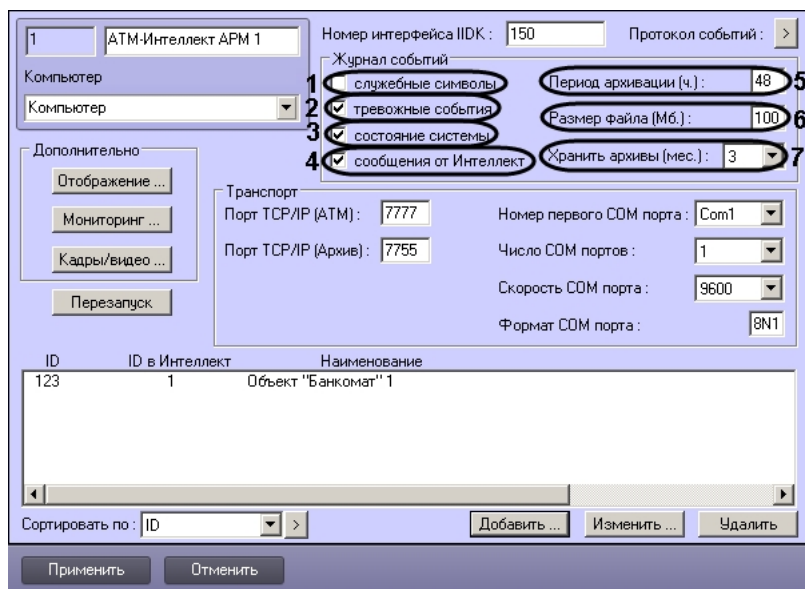 1 АТМ-Интеллект АРМ 1
Компьютер
Компьютер
Номер интерфейса IIDK : 150 Протокол событий : >
Журнал событий
1 служебные символы
2 тревожные события
3 состояние системы
4 сообщения от Интеллект
Период архивации (ч.) : 48 5
Размер файла (Мб.) : 100 6
Хранить архивы (мес.) : 3 7
Дополнительно
Отображение ...
Мониторинг ...
Кадры/видео ...
Перезапуск
Транспорт
Порт TCP/IP (АТМ) : 7777
Порт TCP/IP (Архив) : 7755
Номер первого COM порта : Com1
Число COM портов : 1
Скорость COM порта : 9600
Формат COM порта : 8N1
ID ID в Интеллект Наименование
123 1 Объект "Банкомат" 1
Сортировать по : ID >
Добавить ... Изменить ... Удалить
Применить Отменить